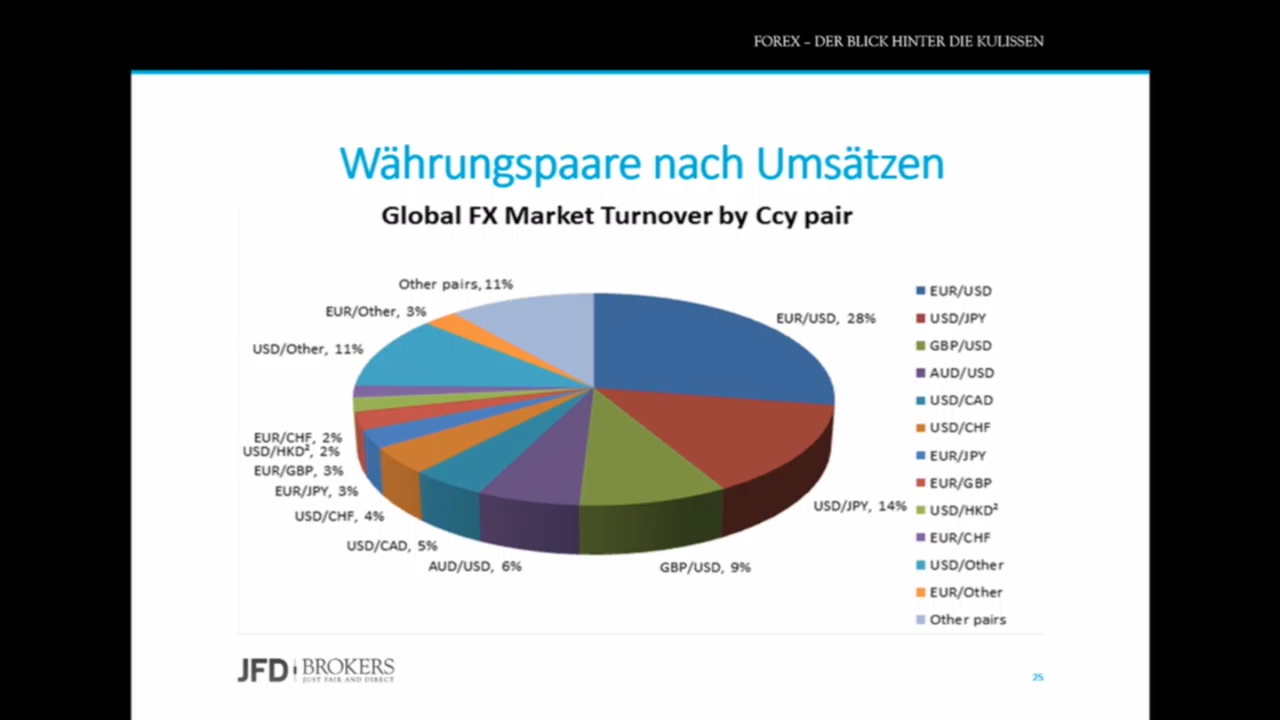 FOREX – DER BLICK HINTER DIE KULISSEN
Währungspaare nach Umsätzen
Global FX Market Turnover by Ccy pair
Other pairs, 11%
EUR/Other, 3%
USD/Other, 11%
EUR/CHF, 2%
USD/HKD², 2%
EUR/GBP, 3%
EUR/JPY, 3%
USD/CHF, 4%
USD/CAD, 5%
AUD/USD, 6%
GBP/USD, 9%
USD/JPY, 14%
EUR/USD, 28%
EUR/USD
USD/JPY
GBP/USD
AUD/USD
USD/CAD
USD/CHF
EUR/JPY
EUR/GBP
USD/HKD²
EUR/CHF
USD/Other
EUR/Other
Other pairs
JFD BROKERS
JUST FAIR AND DIRECT
25